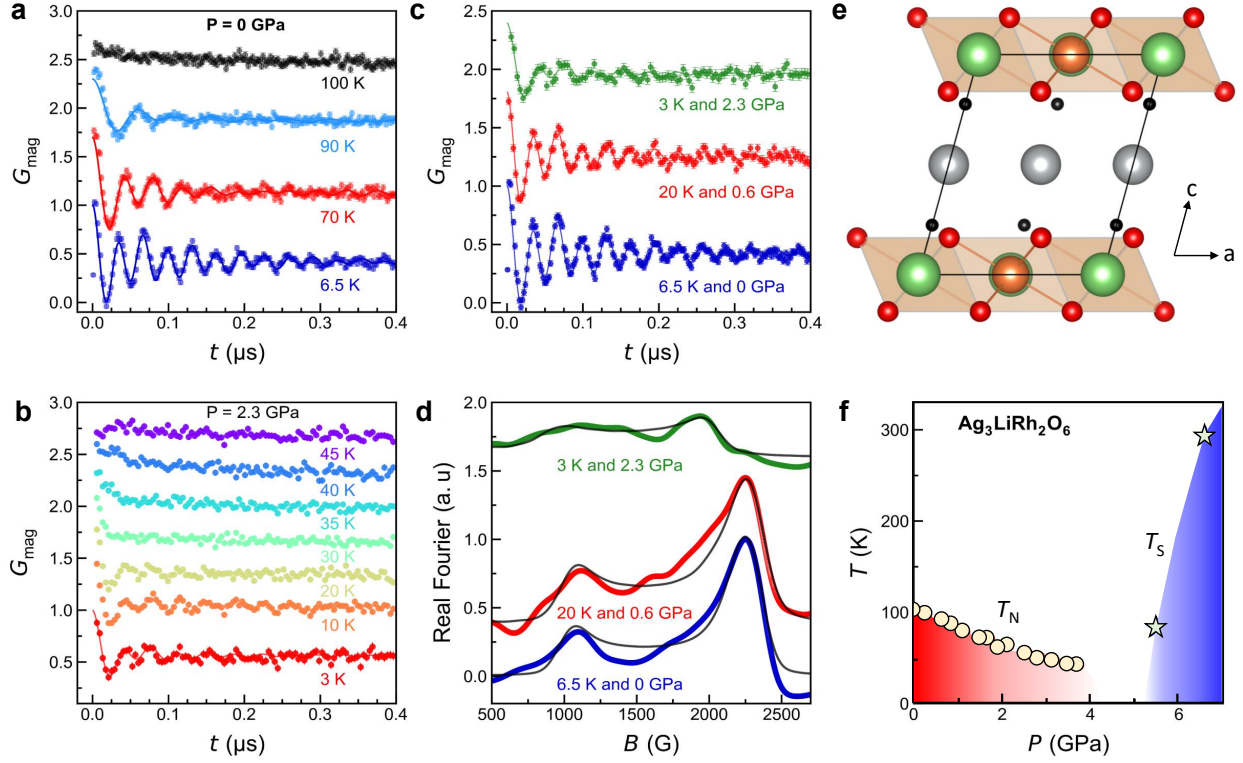 a
P = 0 GPa
3.0
2.5
2.0
1.5
1.0
0.5
0.0
G_mag
100 K
90 K
70 K
6.5 K
0.0
0.1
0.2
0.3
0.4
t (μs)
c
2.5
2.0
1.5
1.0
0.5
0.0
G_mag
3 K and 2.3 GPa
20 K and 0.6 GPa
6.5 K and 0 GPa
0.0
0.1
0.2
0.3
0.4
t (μs)
e
c
a
b
P = 2.3 GPa
3.0
2.5
2.0
1.5
1.0
0.5
G_mag
45 K
40 K
35 K
30 K
20 K
10 K
3 K
0.0
0.1
0.2
0.3
0.4
t (μs)
d
2.0
1.5
1.0
0.5
0.0
Real Fourier (a. u)
3 K and 2.3 GPa
20 K and 0.6 GPa
6.5 K and 0 GPa
500
1000
1500
2000
2500
B (G)
f
Ag₃LiRh₂O₆
300
200
100
0
T (K)
T_N
T_S
0
2
4
6
P (GPa)